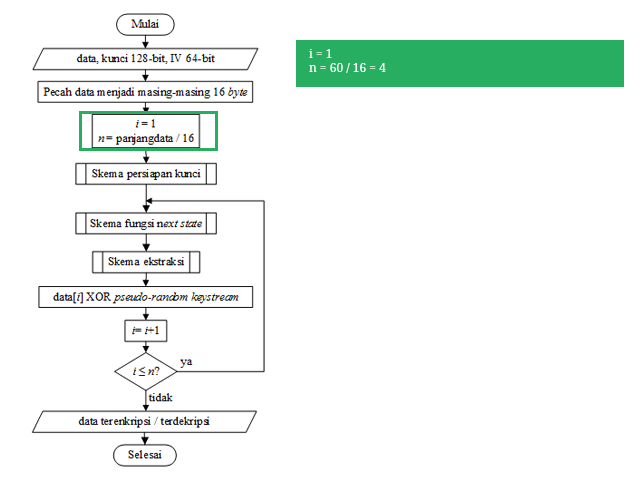 Mulai
data, kunci 128-bit, IV 64-bit
Pecah data menjadi masing-masing 16 byte
i = 1
n = panjangdata / 16
Skema persiapan kunci
Skema fungsi next state
Skema ekstraksi
data[i] XOR pseudo-random keystream
i= i+1
i ≤ n?
ya
tidak
data terenkripsi / terdekripsi
Selesai
i = 1
n = 60 / 16 = 4